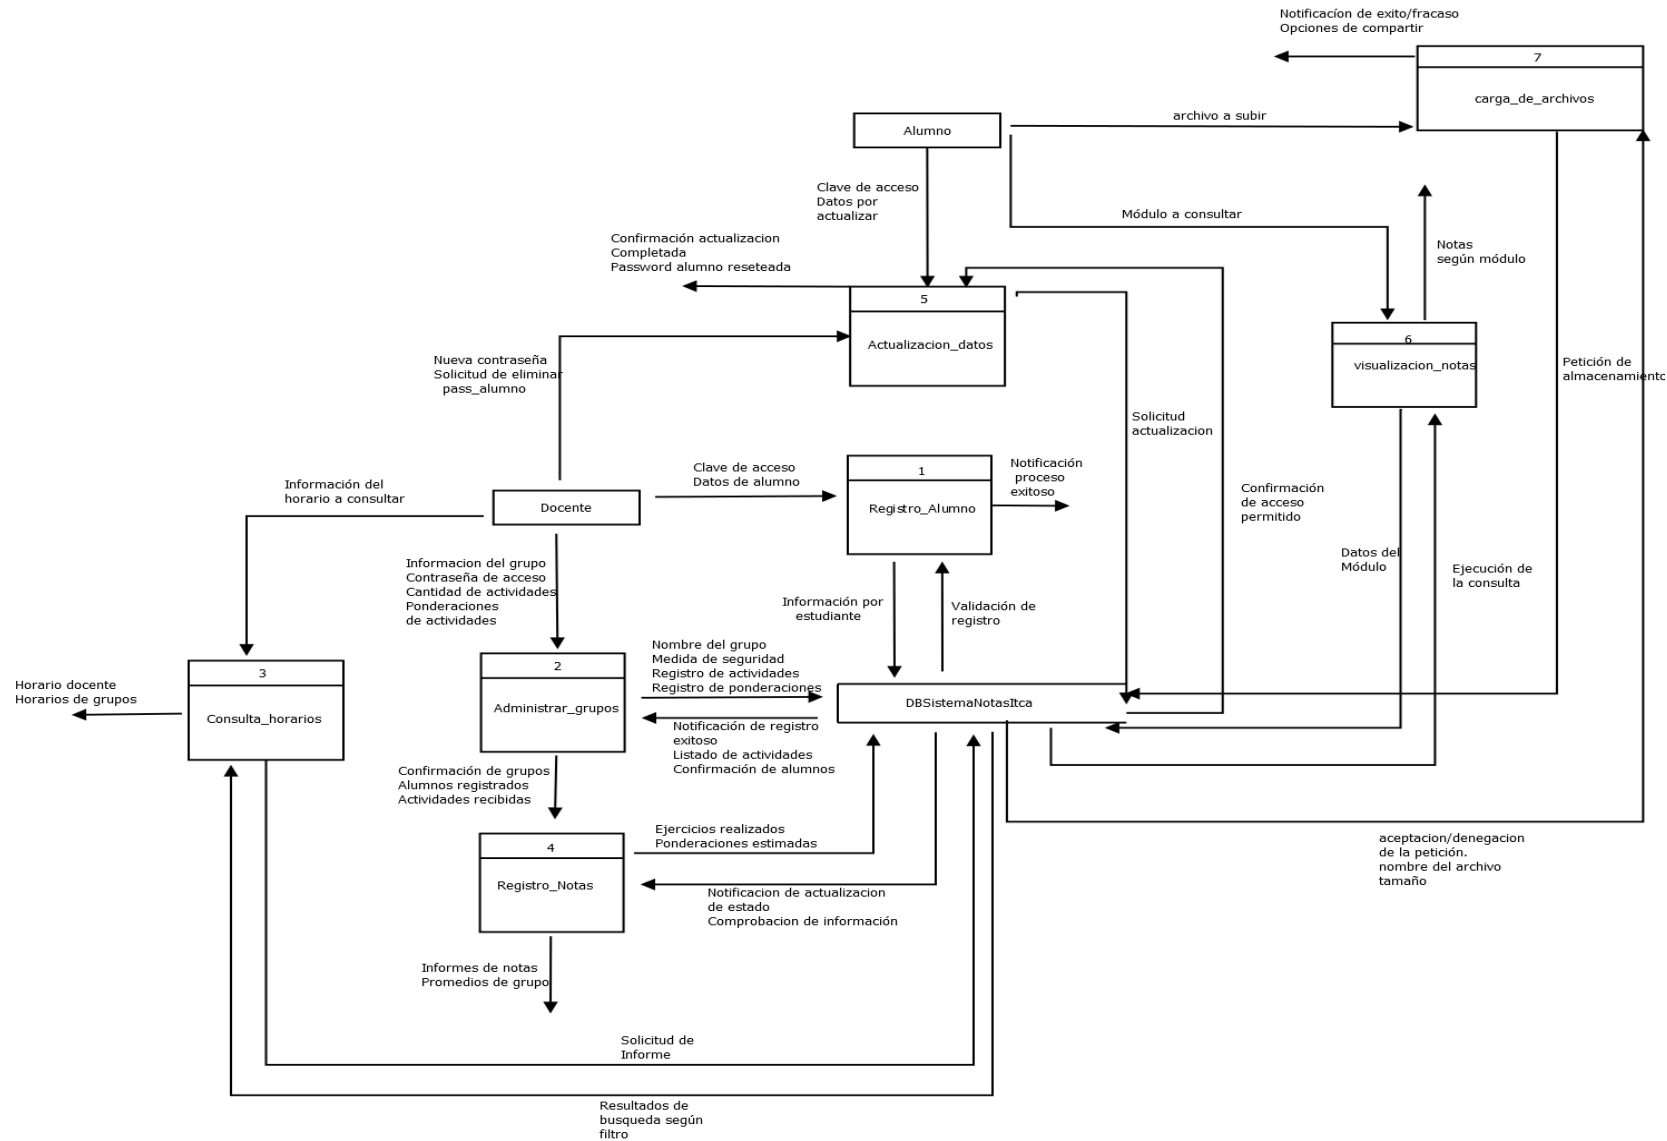 Notificacíon de exito/fracaso
Opciones de compartir
7
carga_de_archivos
Alumno
archivo a subir
Clave de acceso
Datos por
actualizar
Módulo a consultar
Confirmación actualizacion
Completada
Password alumno reseteada
Notas
según módulo
5
Actualizacion_datos
6
visualizacion_notas
Nueva contraseña
Solicitud de eliminar
pass_alumno
Petición de
almacenamiento
Solicitud
actualizacion
Clave de acceso
Datos de alumno
1
Registro_Alumno
Notificación
proceso
exitoso
Información del
horario a consultar
Docente
Confirmación
de acceso
permitido
Informacion del grupo
Contraseña de acceso
Cantidad de actividades
Ponderaciones
de actividades
Datos del
Módulo
Ejecución de
la consulta
Información por
estudiante
Validación de
registro
Nombre del grupo
Medida de seguridad
Registro de actividades
Registro de ponderaciones
3
Consulta_horarios
Horario docente
Horarios de grupos
2
Administrar_grupos
DBSistemaNotasItca
Notificación de registro
exitoso
Listado de actividades
Confirmación de alumnos
Confirmación de grupos
Alumnos registrados
Actividades recibidas
Ejercicios realizados
Ponderaciones estimadas
4
Registro_Notas
aceptacion/denegacion
de la petición.
nombre del archivo
tamaño
Notificacion de actualizacion
de estado
Comprobacion de información
Informes de notas
Promedios de grupo
Solicitud de
Informe
Resultados de
busqueda según
filtro